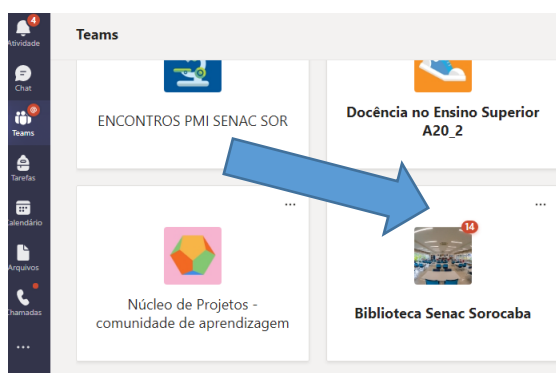 4
Atividade
Chat
@
Teams
Tarefas
Calendário
Arquivos
Chamadas
...
Teams
ENCONTROS PMI SENAC SOR
Docência no Ensino Superior
A20_2
...
Núcleo de Projetos -
comunidade de aprendizagem
...
14
Biblioteca Senac Sorocaba